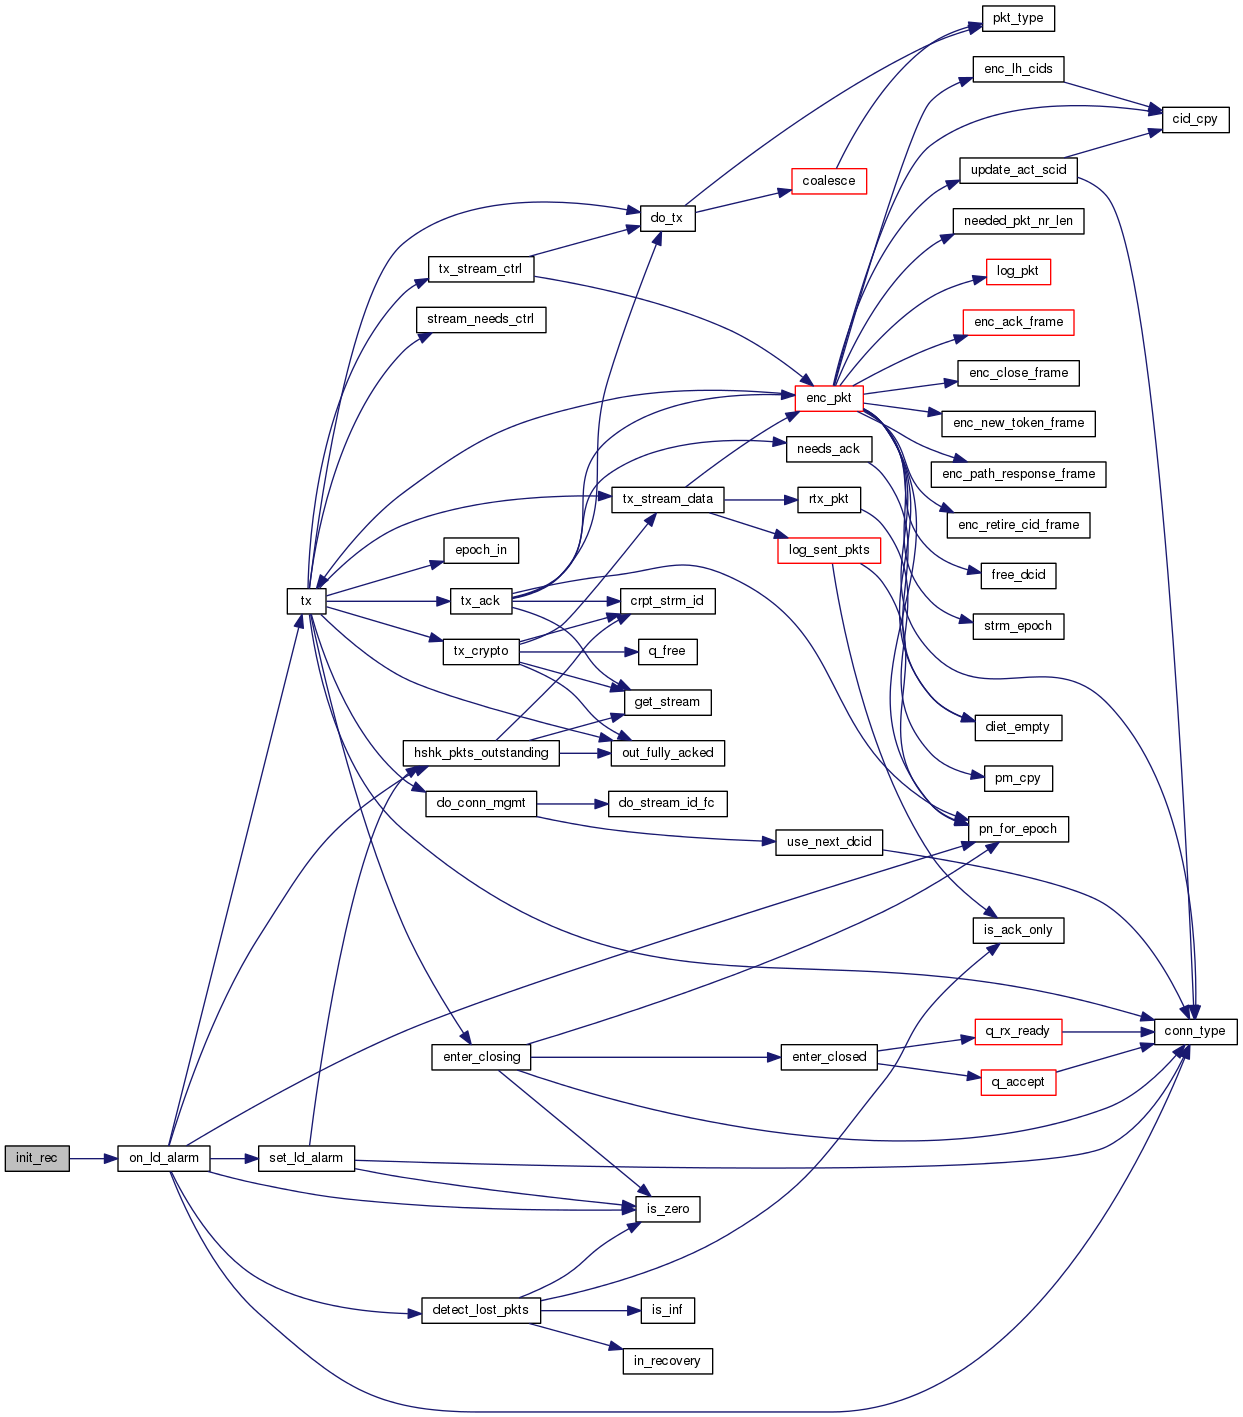 pkt_type
enc_lh_cids
cid_cpy
update_act_scid
coalesce
do_tx
needed_pkt_nr_len
tx_stream_ctrl
log_pkt
stream_needs_ctrl
enc_ack_frame
enc_close_frame
enc_pkt
enc_new_token_frame
needs_ack
enc_path_response_frame
tx_stream_data
rtx_pkt
enc_retire_cid_frame
epoch_in
log_sent_pkts
free_dcid
tx
tx_ack
crpt_strm_id
strm_epoch
tx_crypto
q_free
get_stream
diet_empty
hshk_pkts_outstanding
out_fully_acked
pm_cpy
do_conn_mgmt
do_stream_id_fc
pn_for_epoch
use_next_dcid
is_ack_only
q_rx_ready
conn_type
enter_closing
enter_closed
q_accept
init_rec
on_ld_alarm
set_ld_alarm
is_zero
detect_lost_pkts
is_inf
in_recovery